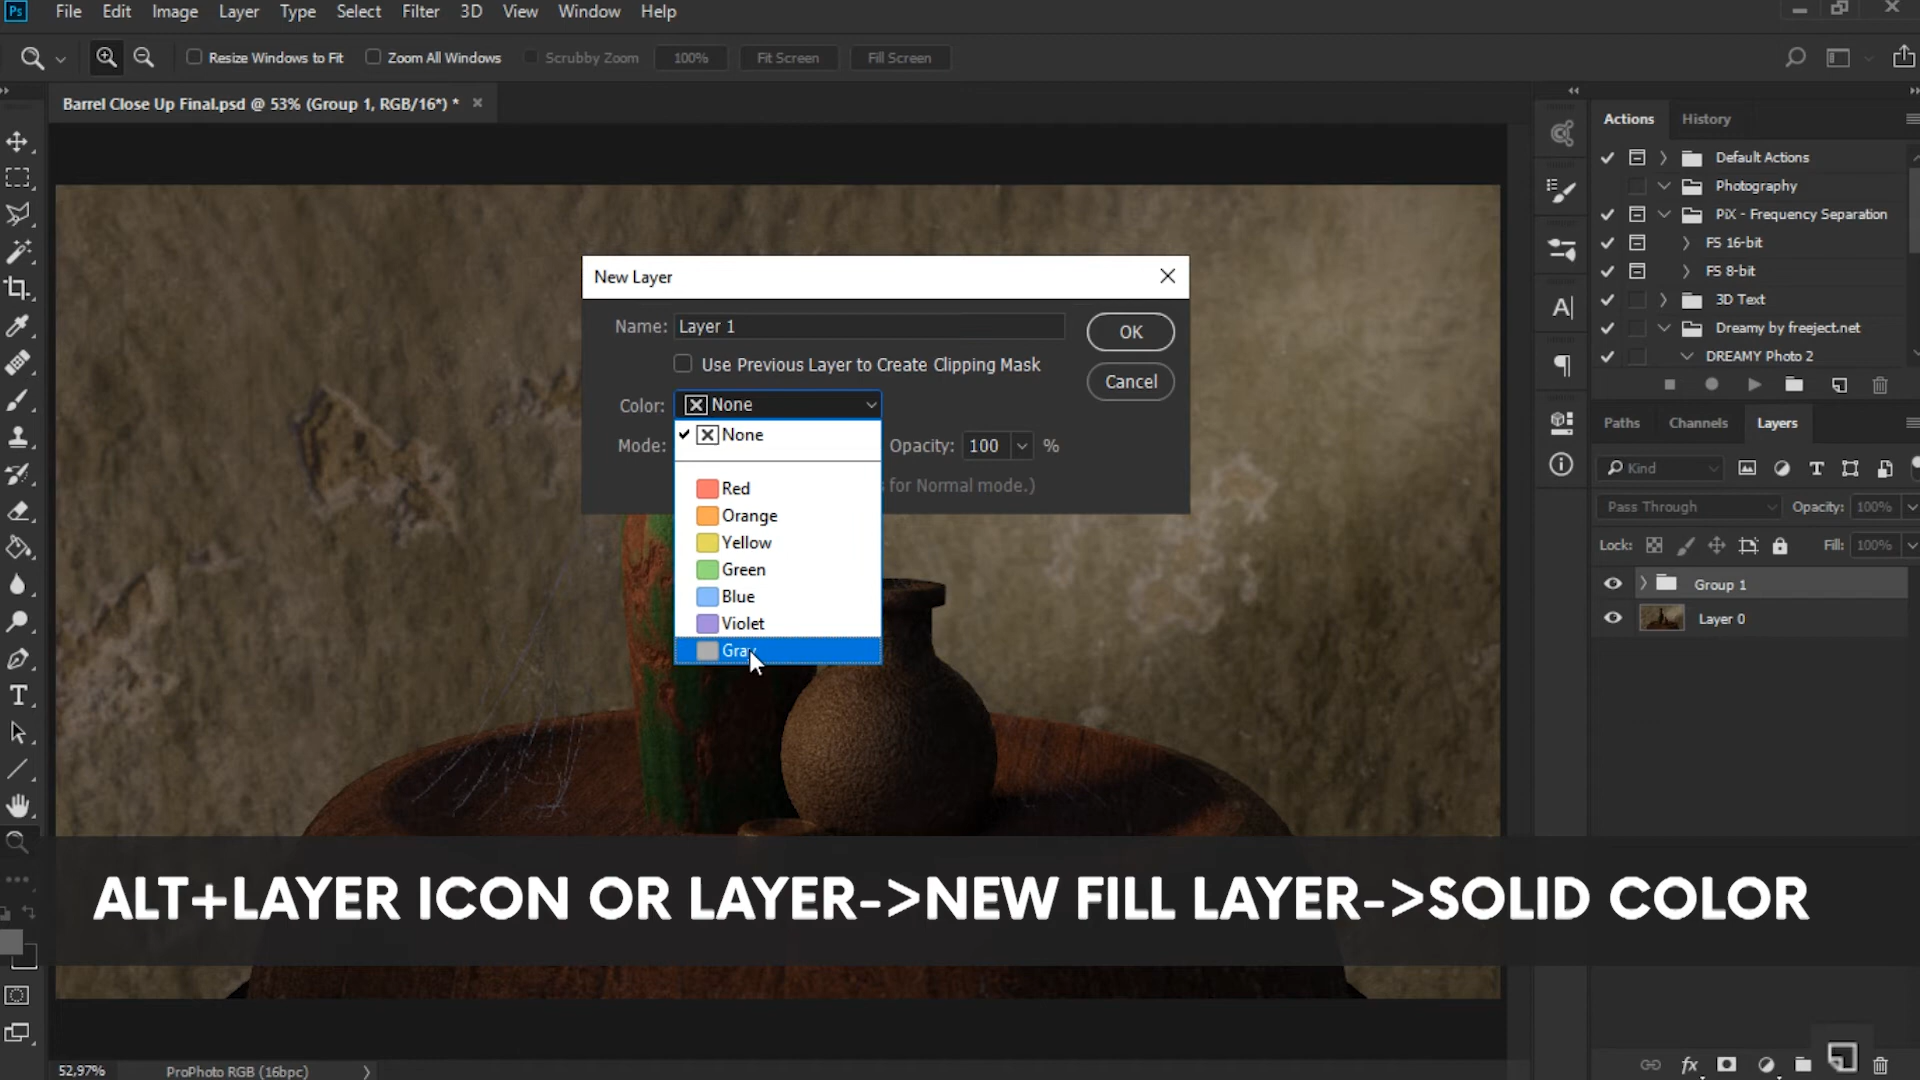 Ps File Edit Image Layer Type Select Filter 3D View Window Help
Resize Windows to Fit Zoom All Windows Scrubby Zoom 100% Fit Screen Fill Screen
Barrel Close Up Final.psd @ 53% (Group 1, RGB/16*) *
Actions History
Default Actions
Photography
PiX - Frequency Separation
FS 16-bit
FS 8-bit
3D Text
Dreamy by freeject.net
DREAMY Photo 2
New Layer
Name: Layer 1
OK
Use Previous Layer to Create Clipping Mask
Cancel
Color: None
None
Mode:
Opacity: 100 %
for Normal mode.)
Red
Orange
Yellow
Green
Blue
Violet
Gray
Paths Channels Layers
Kind
Pass Through Opacity: 100%
Lock: Fill: 100%
Group 1
Layer 0
ALT+LAYER ICON OR LAYER->NEW FILL LAYER->SOLID COLOR
52,97% ProPhoto RGB (16bpc)
fx